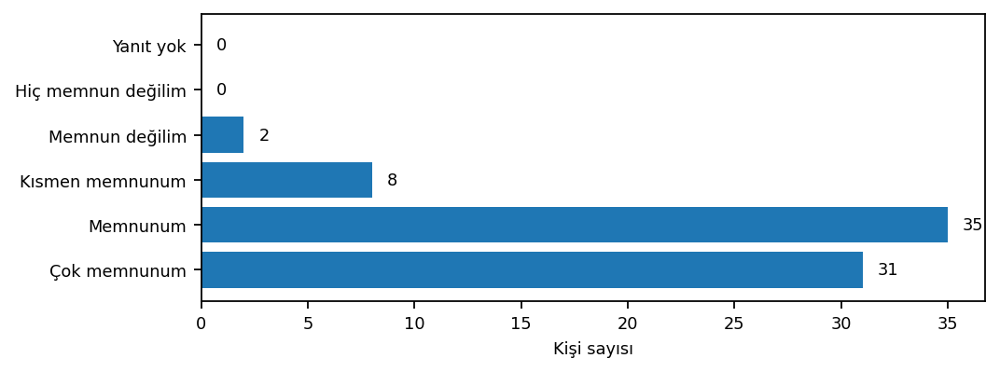 Yanıt yok 0
Hiç memnun değilim 0
Memnun değilim 2
Kısmen memnunum 8
Memnunum 35
Çok memnunum 31
0 5 10 15 20 25 30 35
Kişi sayısı